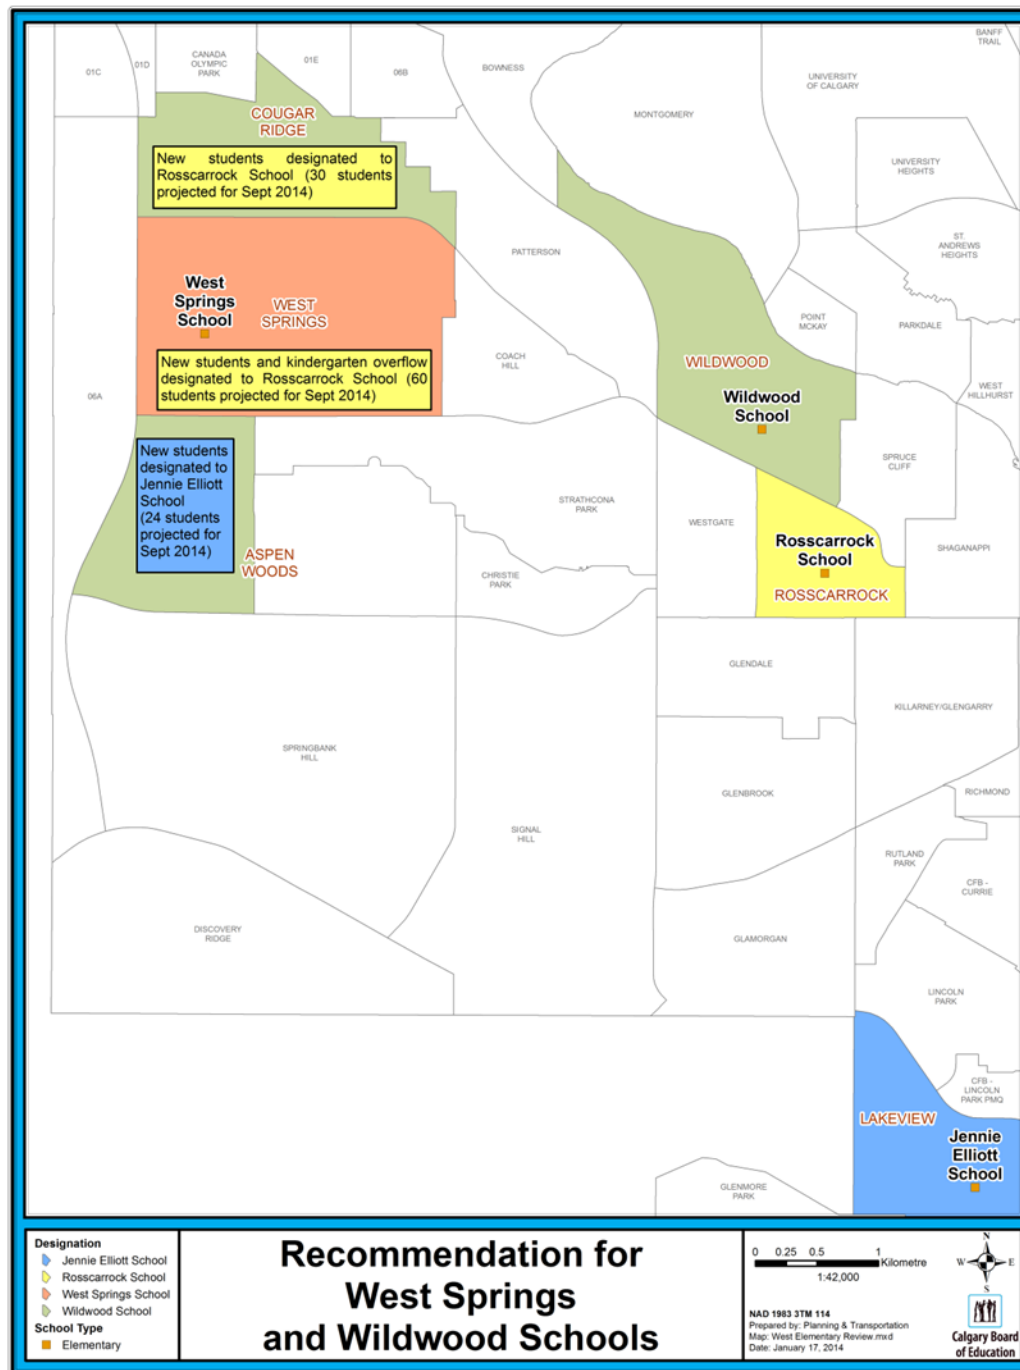 01C
01D
CANADA
OLYMPIC
PARK
01E
06B
BOWNESS
BANFF
TRAIL
UNIVERSITY
OF CALGARY
MONTGOMERY
COUGAR
RIDGE
New students designated to
Rosscarrock School (30 students
projected for Sept 2014)
UNIVERSITY
HEIGHTS
PATTERSON
ST.
ANDREWS
HEIGHTS
West
Springs
School
WEST
SPRINGS
POINT
MCKAY
PARKDALE
New students and kindergarten overflow
designated to Rosscarrock School (60
students projected for Sept 2014)
COACH
HILL
WILDWOOD
WEST
HILLHURST
06A
Wildwood
School
New students
designated to
Jennie Elliott
School
(24 students
projected for
Sept 2014)
SPRUCE
CLIFF
STRATHCONA
PARK
WESTGATE
ASPEN
WOODS
CHRISTIE
PARK
Rosscarrock
School
ROSSCARROCK
SHAGANAPPI
GLENDALE
KILLARNEY/GLENGARRY
SPRINGBANK
HILL
GLENBROOK
RICHMOND
SIGNAL
HILL
RUTLAND
PARK
CFB -
CURRIE
DISCOVERY
RIDGE
GLAMORGAN
LINCOLN
PARK
CFB -
LINCOLN
PARK PMQ
LAKEVIEW
Jennie
Elliott
School
GLENMORE
PARK
Designation
Jennie Elliott School
Rosscarrock School
West Springs School
Wildwood School
School Type
Elementary
Recommendation for
West Springs
and Wildwood Schools
0 0.25 0.5 1
Kilometre
1:42,000
N
W E
S
NAD 1983 3TM 114
Prepared by: Planning & Transportation
Map: West Elementary Review.mxd
Date: January 17, 2014
Calgary Board
of Education